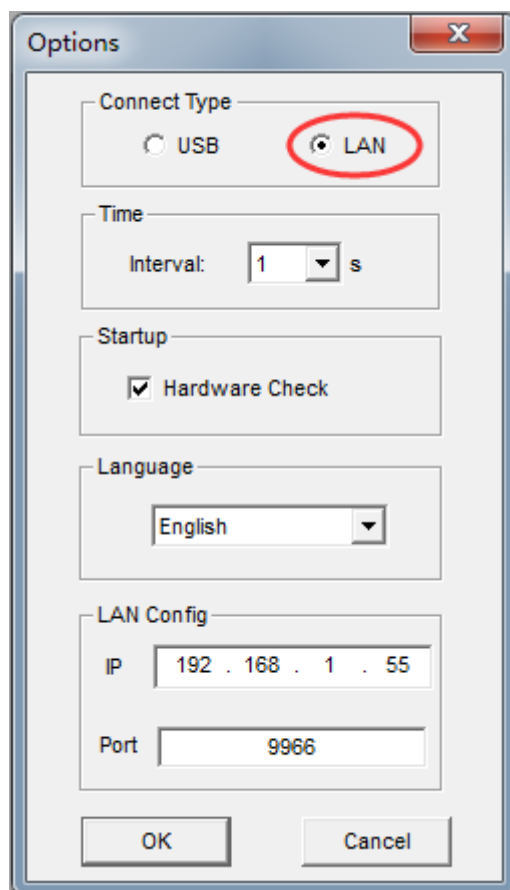 Options
Connect Type
USB LAN
Time
Interval: 1 s
Startup
Hardware Check
Language
English
LAN Config
IP 192 . 168 . 1 . 55
Port 9966
OK Cancel